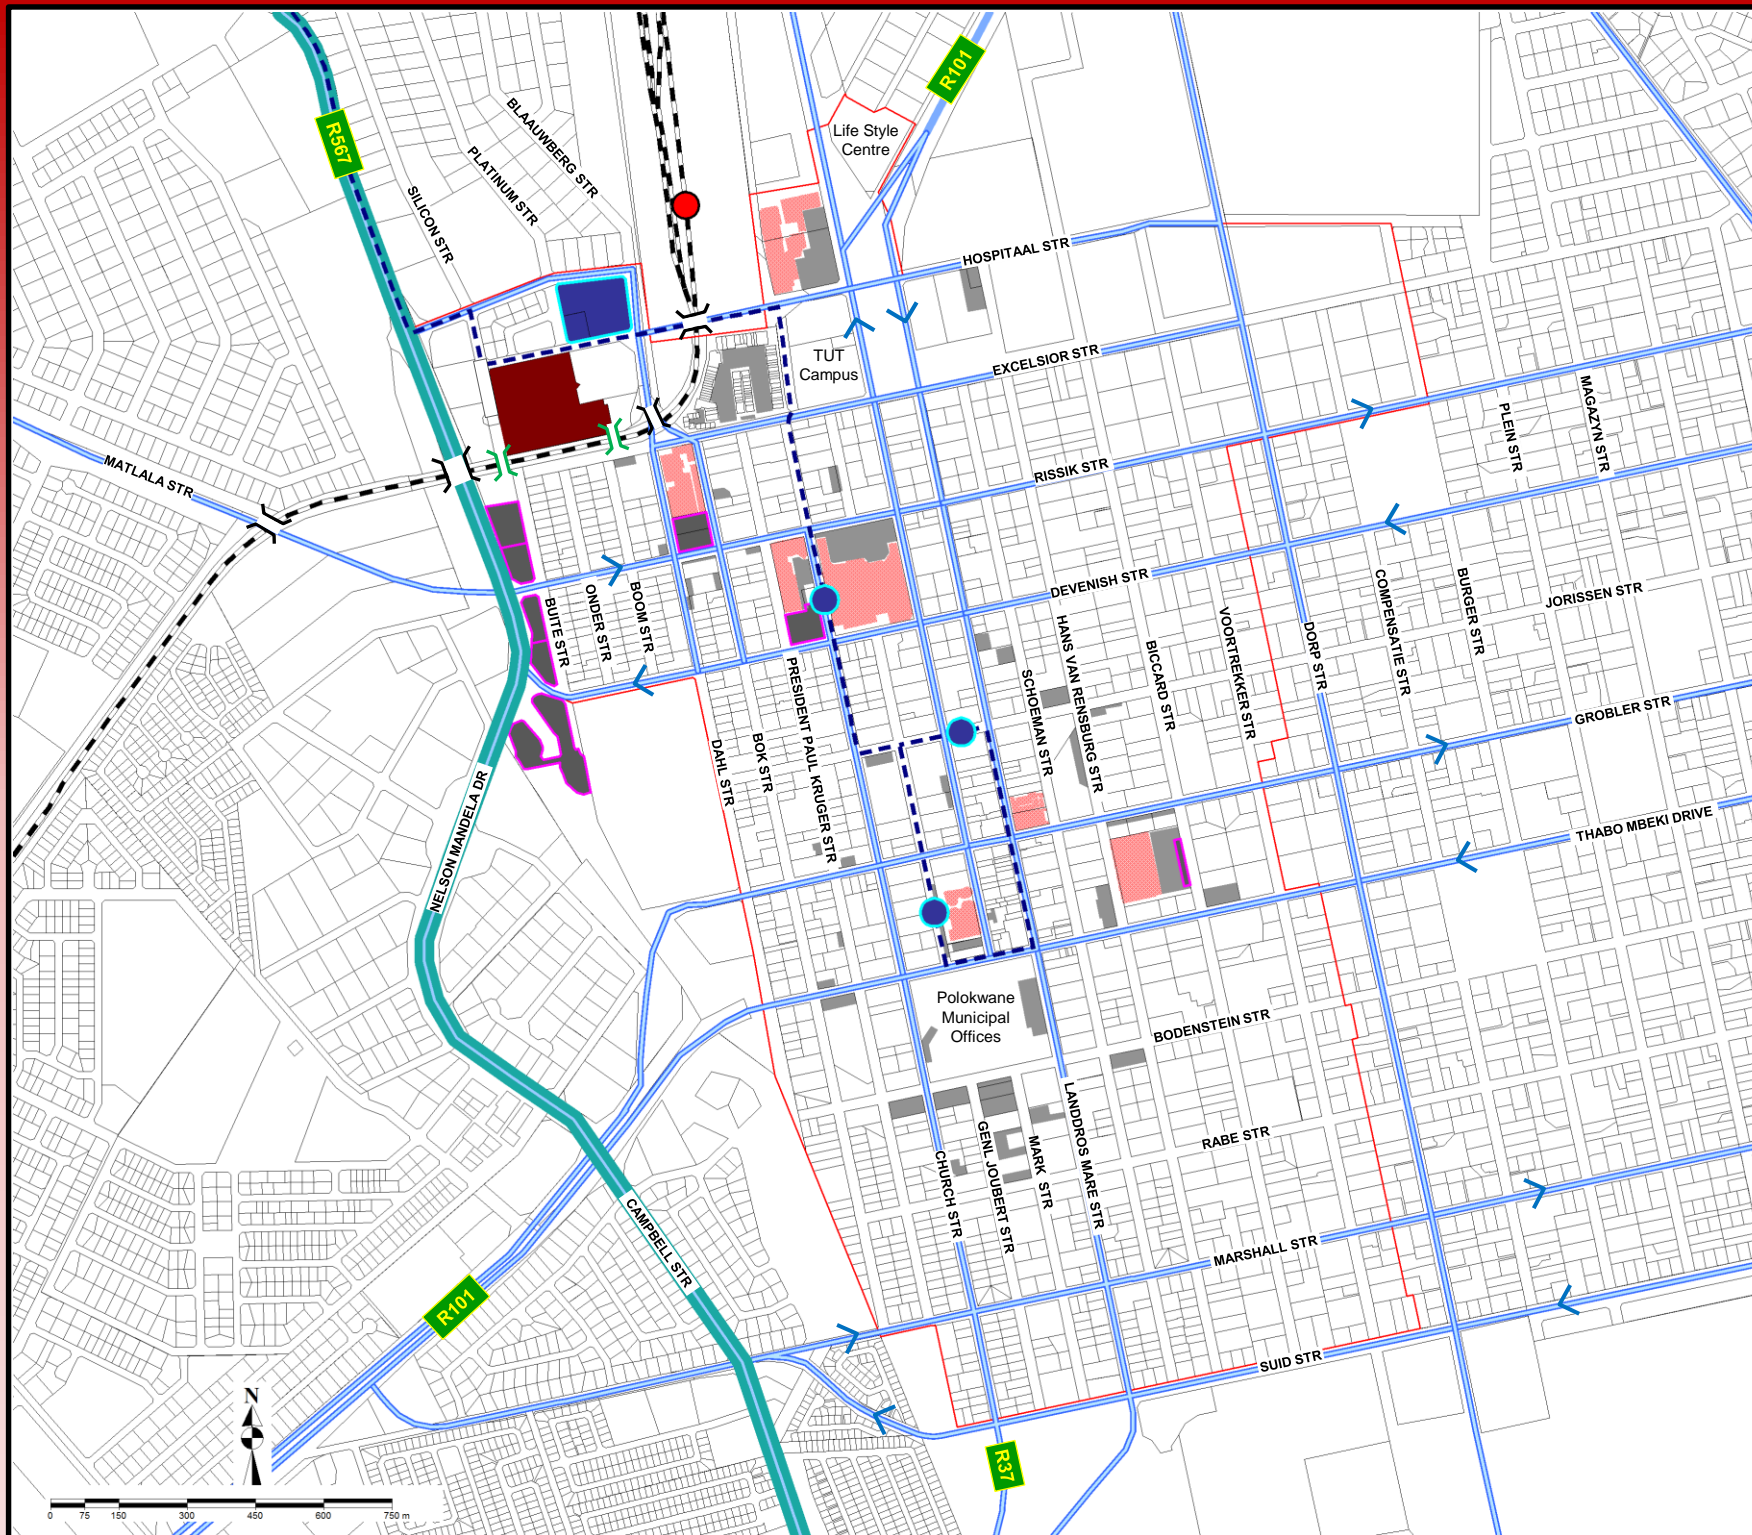 R101
R567
BLAAUWBERG STR
PLATINUM STR
SILICON STR
Life Style
Centre
HOSPITAAL STR
TUT
Campus
EXCELSIOR STR
RISSIK STR
MATLALA STR
PLEIN STR
MAGAZYN STR
DEVENISH STR
JORISSEN STR
BUITE STR
ONDER STR
BOOM STR
PRESIDENT PAUL KRUGER STR
DAHL STR
BOK STR
SCHOEMAN STR
HANS VAN RENSBURG STR
BICCARD STR
VOORTREKKER STR
DORP STR
COMPENSATIE STR
BURGER STR
GROBLER STR
THABO MBEKI DRIVE
NELSON MANDELA DR
Polokwane
Municipal
Offices
BODENSTEIN STR
RABE STR
CHURCH STR
GENL JOUBERT STR
MARK STR
LANDDROS MARE STR
MARSHALL STR
CAMPBELL STR
R101
SUID STR
R37
N
0 75 150 300 450 600 750 m